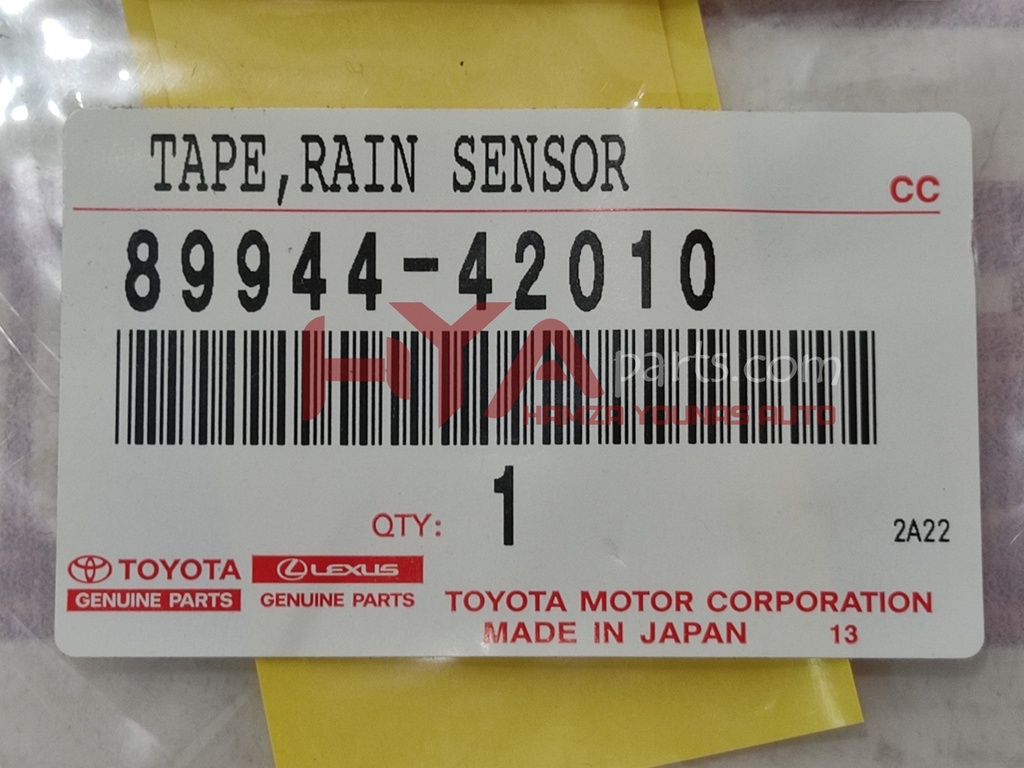 TAPE,RAIN SENSOR
CC
89944-42010
HYA parts.com
HAMZA YOUNAS AUTO
QTY: 1
2A22
TOYOTA LEXUS
GENUINE PARTS GENUINE PARTS
TOYOTA MOTOR CORPORATION
MADE IN JAPAN 13